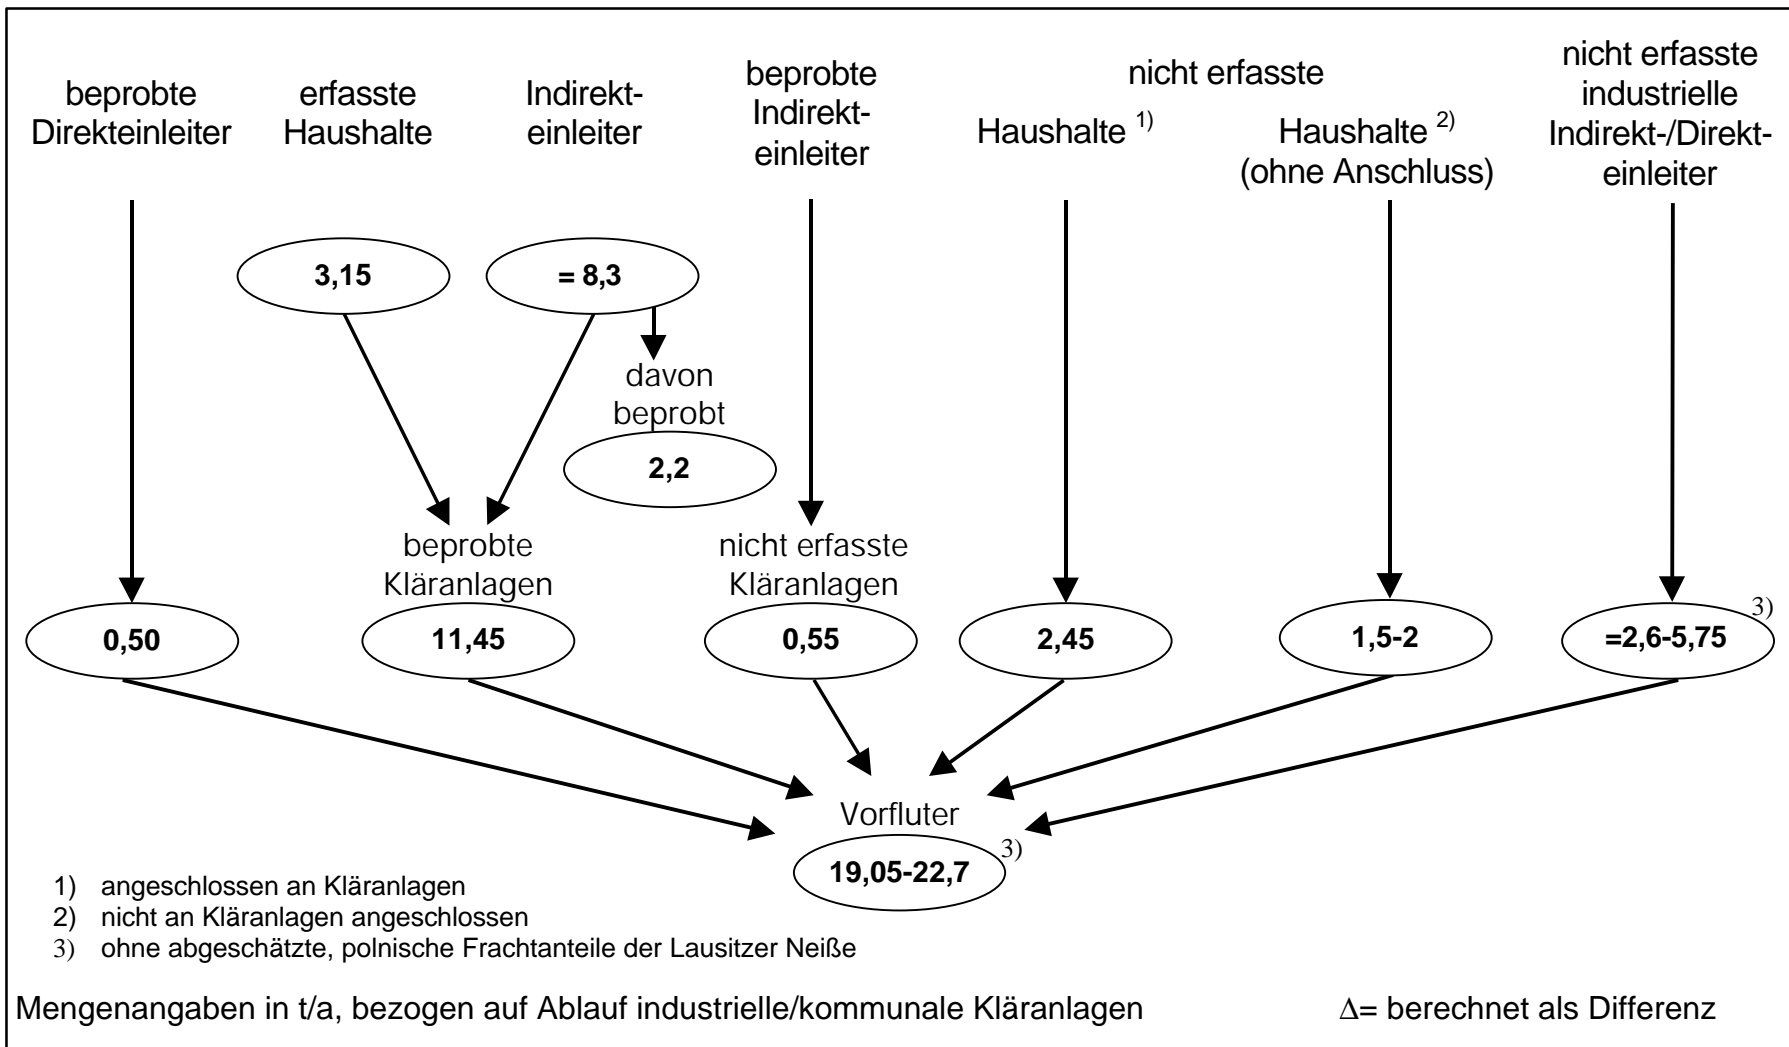 beprobte
Direkteinleiter
erfasste
Haushalte
Indirekt-
einleiter
beprobte
Indirekt-
einleiter
nicht erfasste
Haushalte 1)
Haushalte 2)
(ohne Anschluss)
nicht erfasste
industrielle
Indirekt-/Direkt-
einleiter
3,15
= 8,3
davon
beprobt
2,2
beprobte
Kläranlagen
nicht erfasste
Kläranlagen
0,50
11,45
0,55
2,45
1,5-2
=2,6-5,75 3)
Vorfluter
19,05-22,7 3)
1) angeschlossen an Kläranlagen
2) nicht an Kläranlagen angeschlossen
3) ohne abgeschätzte, polnische Frachtanteile der Lausitzer Neiße
Mengenangaben in t/a, bezogen auf Ablauf industrielle/kommunale Kläranlagen
Δ= berechnet als Differenz